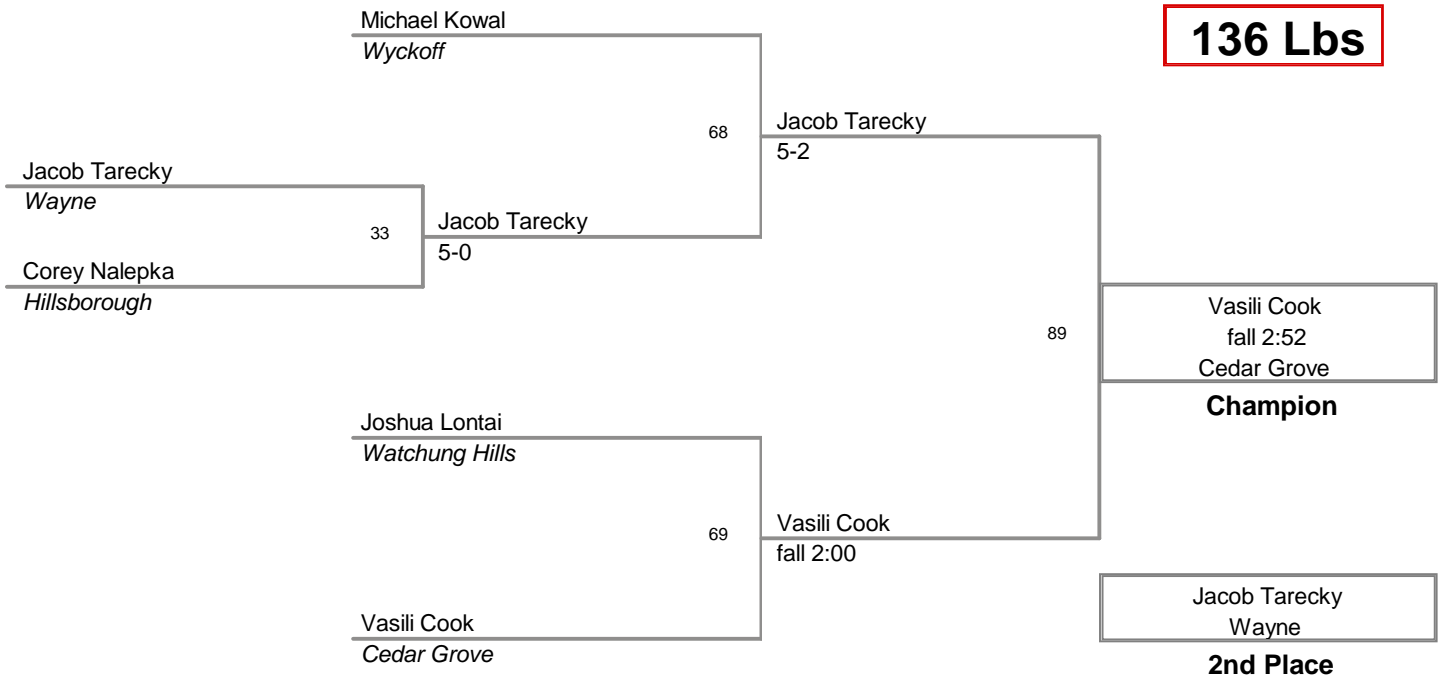 Michael Kowal
Wyckoff
136 Lbs
68
Jacob Tarecky
5-2
Jacob Tarecky
Wayne
33
Jacob Tarecky
5-0
Corey Nalepka
Hillsborough
89
Vasili Cook
fall 2:52
Cedar Grove
Champion
Joshua Lontai
Watchung Hills
69
Vasili Cook
fall 2:00
Vasili Cook
Cedar Grove
Jacob Tarecky
Wayne
2nd Place